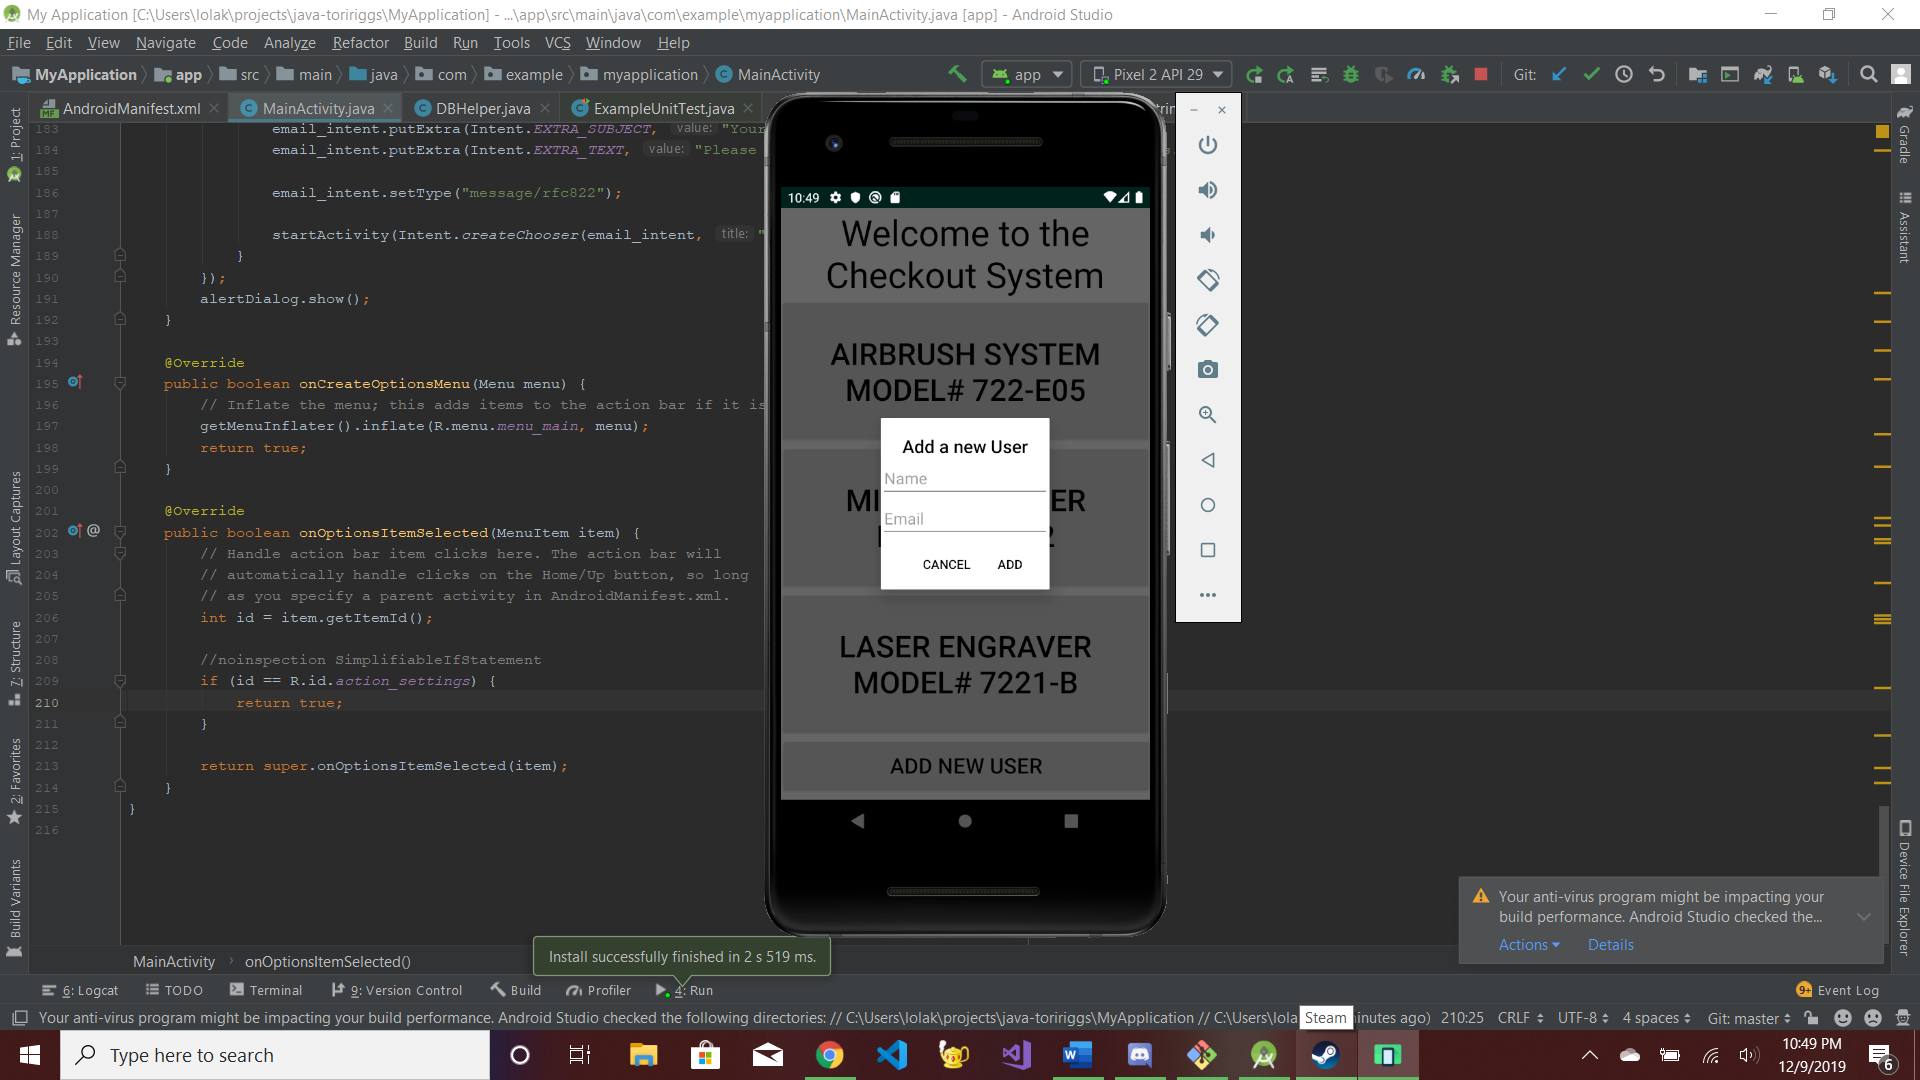 My Application [C:\Users\lolak\projects\java-toririggs\MyApplication] - ...\app\src\main\java\com\example\myapplication\MainActivity.java [app] - Android Studio
File Edit View Navigate Code Analyze Refactor Build Run Tools VCS Window Help
MyApplication app src main java com example myapplication MainActivity app Pixel 2 API 29 Git:
AndroidManifest.xml MainActivity.java DBHelper.java ExampleUnitTest.java
183 email_intent.putExtra(Intent.EXTRA_SUBJECT, value: "Your
184 email_intent.putExtra(Intent.EXTRA_TEXT, value: "Please
185
186 email_intent.setType("message/rfc822");
187
188 startActivity(Intent.createChooser(email_intent, title: "
189 }
190 });
191 alertDialog.show();
192 }
193
194 @Override
195 public boolean onCreateOptionsMenu(Menu menu) {
196 // Inflate the menu; this adds items to the action bar if it is
197 getMenuInflater().inflate(R.menu.menu_main, menu);
198 return true;
199 }
200
201 @Override
202 public boolean onOptionsItemSelected(MenuItem item) {
203 // Handle action bar item clicks here. The action bar will
204 // automatically handle clicks on the Home/Up button, so long
205 // as you specify a parent activity in AndroidManifest.xml.
206 int id = item.getItemId();
207
208 //noinspection SimplifiableIfStatement
209 if (id == R.id.action_settings) {
210 return true;
211 }
212
213 return super.onOptionsItemSelected(item);
214 }
215 }
216
1: Project
Resource Manager
Layout Captures
7: Structure
2: Favorites
Build Variants
10:49
Welcome to the
Checkout System
AIRBRUSH SYSTEM
MODEL# 722-E05
Add a new User
Name
Email
CANCEL ADD
LASER ENGRAVER
MODEL# 7221-B
ADD NEW USER
Gradle
Assistant
Device File Explorer
Your anti-virus program might be impacting your
build performance. Android Studio checked the...
Actions Details
MainActivity onOptionsItemSelected()
Install successfully finished in 2 s 519 ms.
6: Logcat TODO Terminal 9: Version Control Build Profiler 4: Run 9+ Event Log
Your anti-virus program might be impacting your build performance. Android Studio checked the following directories: // C:\Users\lolak\projects\java-toririggs\MyApplication // C:\Users\lola Steam minutes ago) 210:25 CRLF UTF-8 4 spaces Git: master
Type here to search
10:49 PM
12/9/2019
6